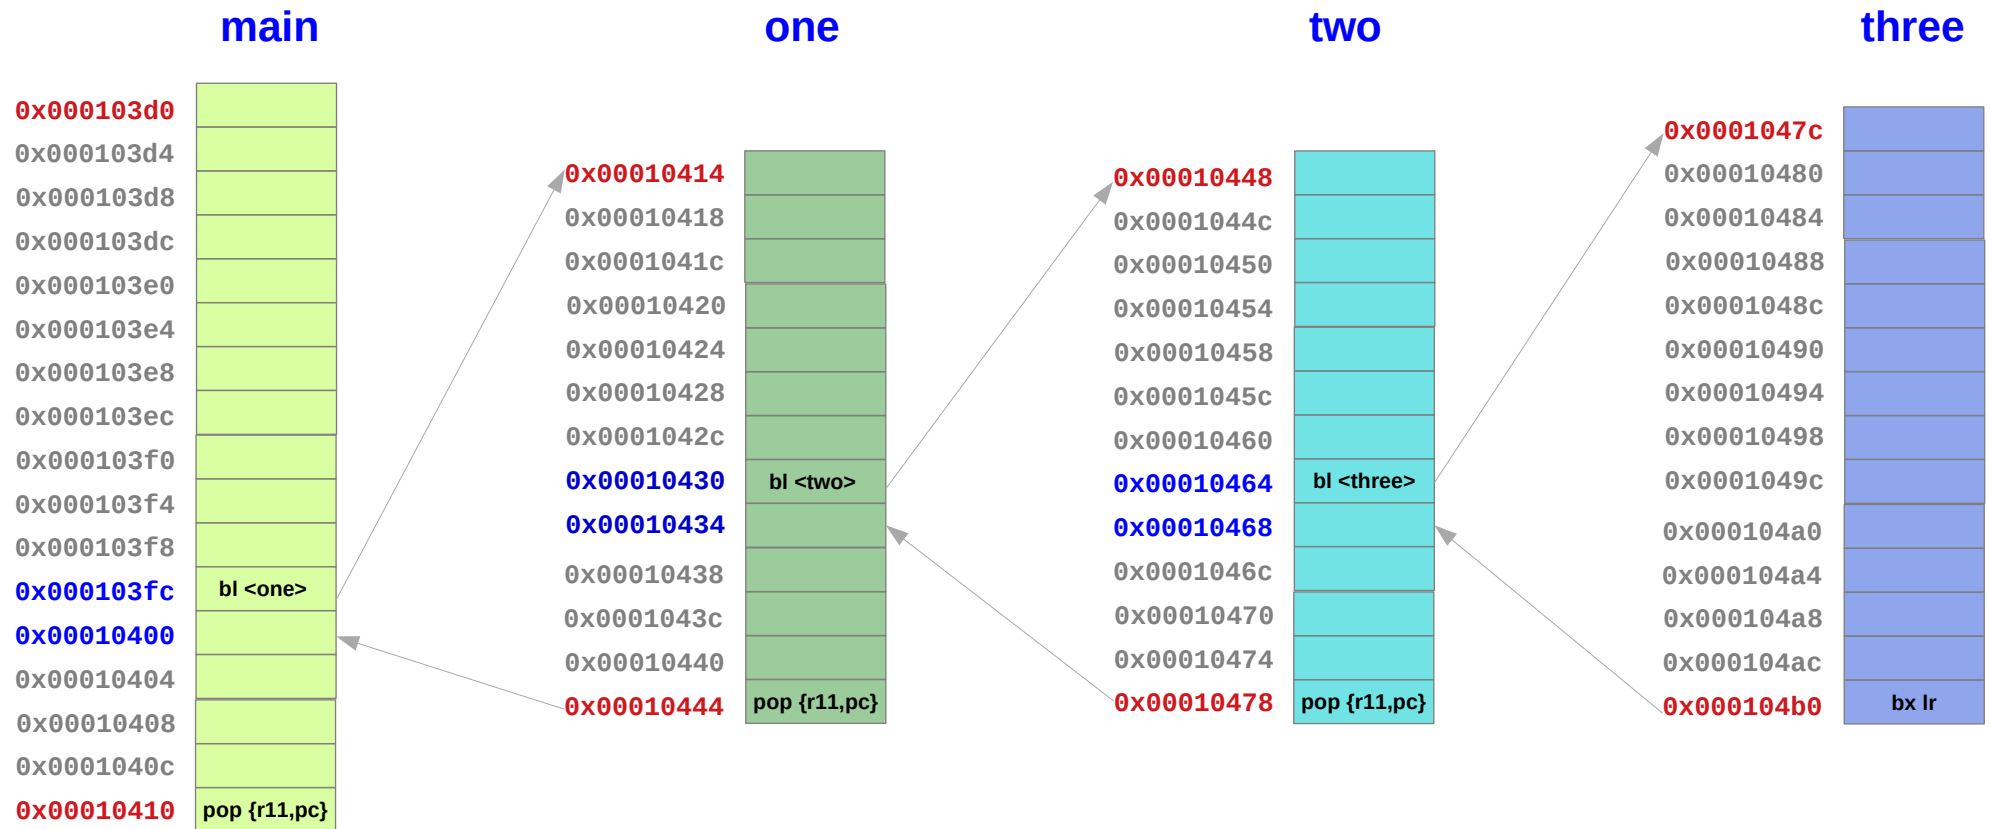 main
0x000103d0
0x000103d4
0x000103d8
0x000103dc
0x000103e0
0x000103e4
0x000103e8
0x000103ec
0x000103f0
0x000103f4
0x000103f8
0x000103fc bl <one>
0x00010400
0x00010404
0x00010408
0x0001040c
0x00010410 pop {r11,pc}
one
0x00010414
0x00010418
0x0001041c
0x00010420
0x00010424
0x00010428
0x0001042c
0x00010430 bl <two>
0x00010434
0x00010438
0x0001043c
0x00010440
0x00010444 pop {r11,pc}
two
0x00010448
0x0001044c
0x00010450
0x00010454
0x00010458
0x0001045c
0x00010460
0x00010464 bl <three>
0x00010468
0x0001046c
0x00010470
0x00010474
0x00010478 pop {r11,pc}
three
0x0001047c
0x00010480
0x00010484
0x00010488
0x0001048c
0x00010490
0x00010494
0x00010498
0x0001049c
0x000104a0
0x000104a4
0x000104a8
0x000104ac
0x000104b0 bx lr